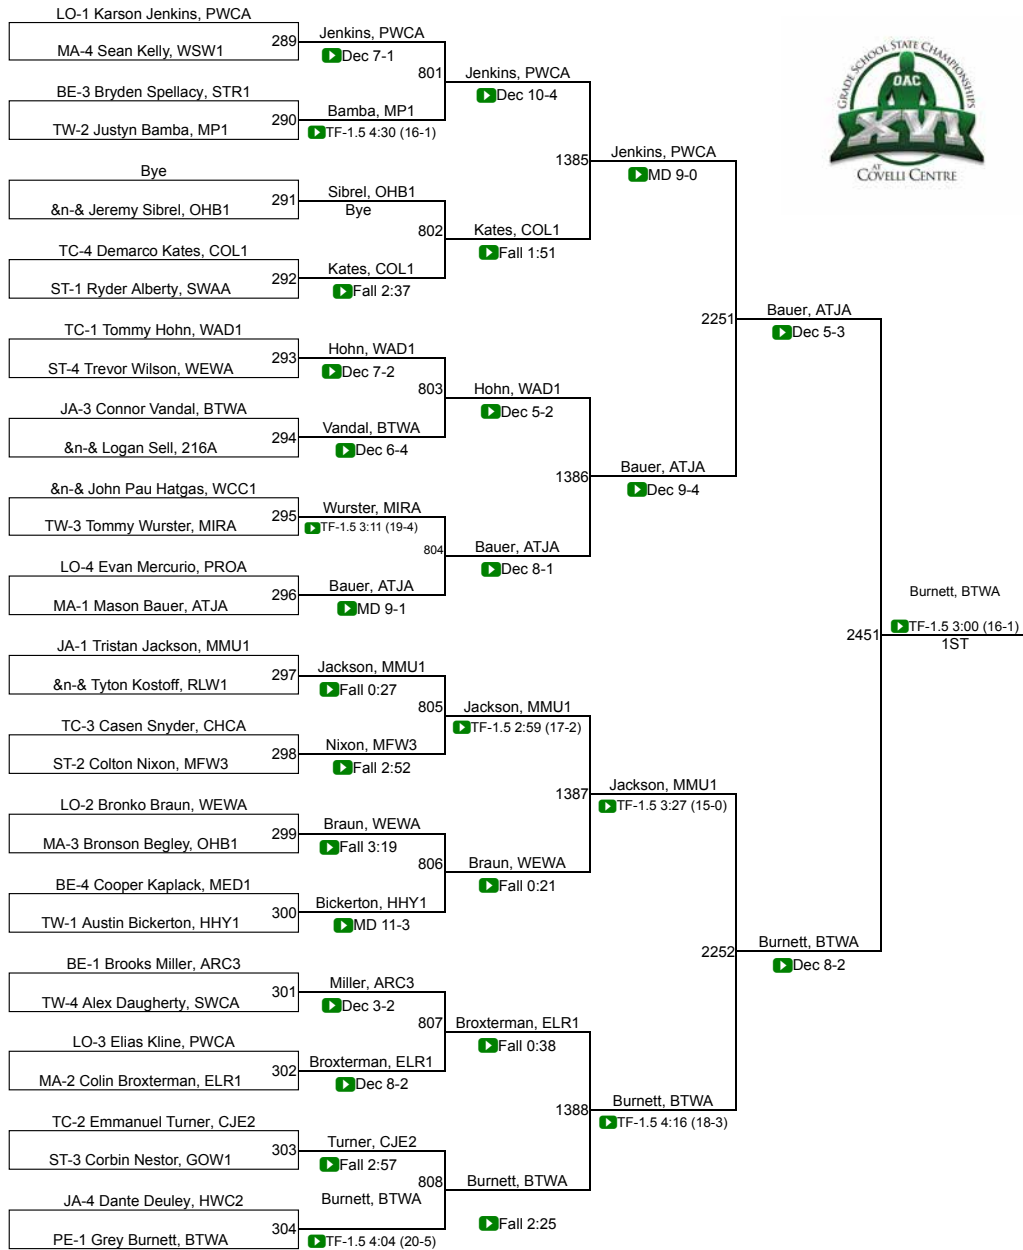 LO-1 Karson Jenkins, PWCA
289
MA-4 Sean Kelly, WSW1
BE-3 Bryden Spellacy, STR1
290
TW-2 Justyn Bamba, MP1
Bye
291
&n-& Jeremy Sibrel, OHB1
TC-4 Demarco Kates, COL1
292
ST-1 Ryder Alberty, SWAA
TC-1 Tommy Hohn, WAD1
293
ST-4 Trevor Wilson, WEWA
JA-3 Connor Vandal, BTWA
294
&n-& Logan Sell, 216A
&n-& John Pau Hatgas, WCC1
295
TW-3 Tommy Wurster, MIRA
LO-4 Evan Mercurio, PROA
296
MA-1 Mason Bauer, ATJA
JA-1 Tristan Jackson, MMU1
297
&n-& Tyton Kostoff, RLW1
TC-3 Casen Snyder, CHCA
298
ST-2 Colton Nixon, MFW3
LO-2 Bronko Braun, WEWA
299
MA-3 Bronson Begley, OHB1
BE-4 Cooper Kaplack, MED1
300
TW-1 Austin Bickerton, HHY1
BE-1 Brooks Miller, ARC3
301
TW-4 Alex Daugherty, SWCA
LO-3 Elias Kline, PWCA
302
MA-2 Colin Broxterman, ELR1
TC-2 Emmanuel Turner, CJE2
303
ST-3 Corbin Nestor, GOW1
JA-4 Dante Deuley, HWC2
304
PE-1 Grey Burnett, BTWA
Jenkins, PWCA
Dec 7-1
801
Bamba, MP1
TF-1.5 4:30 (16-1)
Sibrel, OHB1
Bye
802
Kates, COL1
Fall 2:37
Hohn, WAD1
Dec 7-2
803
Vandal, BTWA
Dec 6-4
Wurster, MIRA
TF-1.5 3:11 (19-4)
804
Bauer, ATJA
MD 9-1
Jackson, MMU1
Fall 0:27
805
Nixon, MFW3
Fall 2:52
Braun, WEWA
Fall 3:19
806
Bickerton, HHY1
MD 11-3
Miller, ARC3
Dec 3-2
807
Broxterman, ELR1
Dec 8-2
Turner, CJE2
Fall 2:57
808
Burnett, BTWA
TF-1.5 4:04 (20-5)
Jenkins, PWCA
Dec 10-4
1385
Kates, COL1
Fall 1:51
Hohn, WAD1
Dec 5-2
1386
Bauer, ATJA
Dec 8-1
Jackson, MMU1
TF-1.5 2:59 (17-2)
1387
Braun, WEWA
Fall 0:21
Broxterman, ELR1
Fall 0:38
1388
Burnett, BTWA
Fall 2:25
Jenkins, PWCA
MD 9-0
2251
Bauer, ATJA
Dec 9-4
Jackson, MMU1
TF-1.5 3:27 (15-0)
2252
Burnett, BTWA
TF-1.5 4:16 (18-3)
Bauer, ATJA
Dec 5-3
2451
Burnett, BTWA
Dec 8-2
Burnett, BTWA
TF-1.5 3:00 (16-1)
1ST
GRADE SCHOOL STATE CHAMPIONSHIPS
OAC
XVI
AT
COVELLI CENTRE